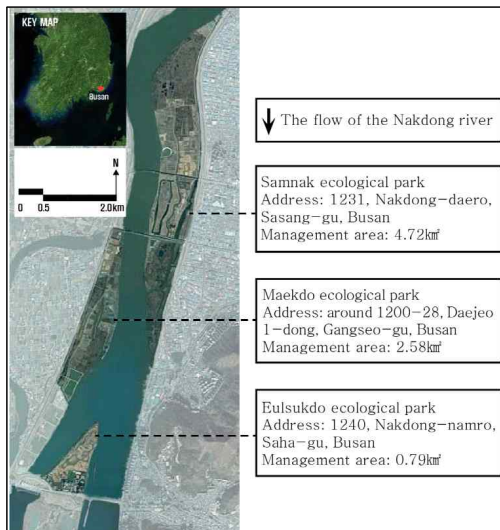 KEY MAP
Busan
N
0 0.5 2.0km
The flow of the Nakdong river
Samnak ecological park
Address: 1231, Nakdong-daero,
Sasang-gu, Busan
Management area: 4.72㎢
Maekdo ecological park
Address: around 1200-28, Daejeo
1-dong, Gangseo-gu, Busan
Management area: 2.58㎢
Eulsukdo ecological park
Address: 1240, Nakdong-namro,
Saha-gu, Busan
Management area: 0.79㎢